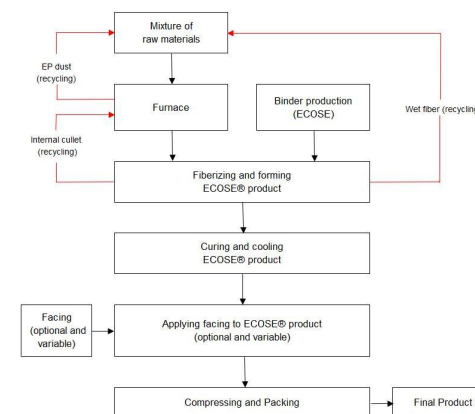 Mixture of
raw materials
EP dust
(recycling)
Furnace
Binder production
(ECOSE)
Wet fiber (recycling
Internal cullet
(recycling)
Fiberizing and forming
ECOSE® product
Curing and cooling
ECOSE® product
Facing
(optional and
variable)
Applying facing to ECOSE® product
(optional and variable)
Compressing and Packing
Final Product